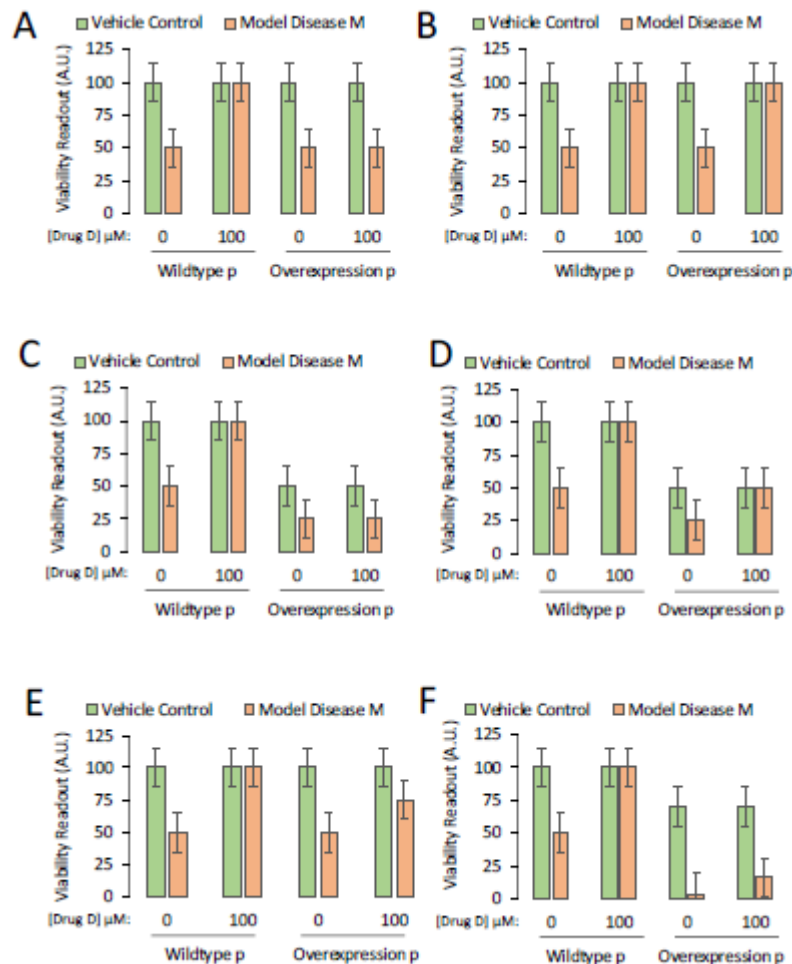 A
Vehicle Control Model Disease M
Viability Readout (A.U.)
125
100
75
50
25
0
[Drug D] µM: 0 100 0 100
Wildtype p Overexpression p
B
Vehicle Control Model Disease M
Viability Readout (A.U.)
125
100
75
50
25
0
[Drug D] µM: 0 100 0 100
Wildtype p Overexpression p
C
Vehicle Control Model Disease M
Viability Readout (A.U.)
125
100
75
50
25
0
[Drug D] µM: 0 100 0 100
Wildtype p Overexpression p
D
Vehicle Control Model Disease M
Viability Readout (A.U.)
125
100
75
50
25
0
[Drug D] µM: 0 100 0 100
Wildtype p Overexpression p
E
Vehicle Control Model Disease M
Viability Readout (A.U.)
125
100
75
50
25
0
[Drug D] µM: 0 100 0 100
Wildtype p Overexpression p
F
Vehicle Control Model Disease M
Viability Readout (A.U.)
125
100
75
50
25
0
[Drug D] µM: 0 100 0 100
Wildtype p Overexpression p